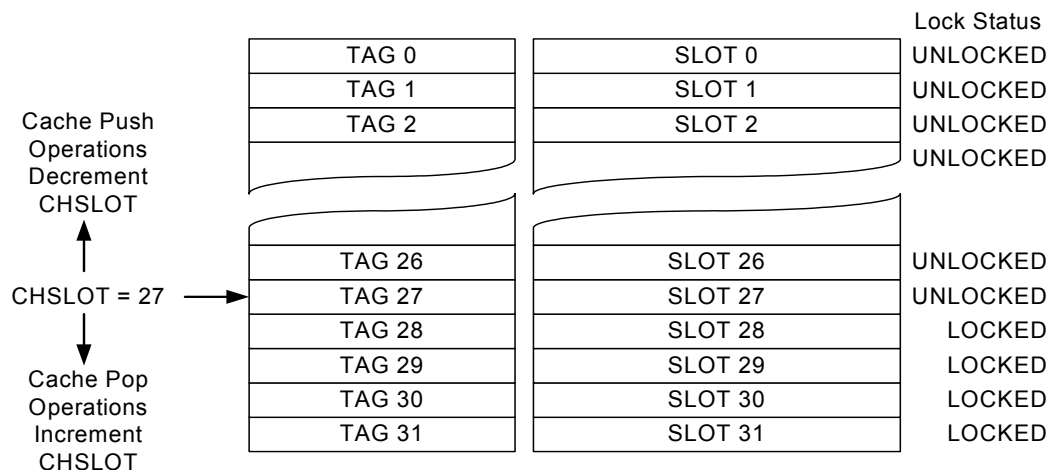 Lock Status
TAG 0 SLOT 0 UNLOCKED
TAG 1 SLOT 1 UNLOCKED
TAG 2 SLOT 2 UNLOCKED
UNLOCKED
Cache Push
Operations
Decrement
CHSLOT
TAG 26 SLOT 26 UNLOCKED
CHSLOT = 27 TAG 27 SLOT 27 UNLOCKED
TAG 28 SLOT 28 LOCKED
TAG 29 SLOT 29 LOCKED
TAG 30 SLOT 30 LOCKED
TAG 31 SLOT 31 LOCKED
Cache Pop
Operations
Increment
CHSLOT